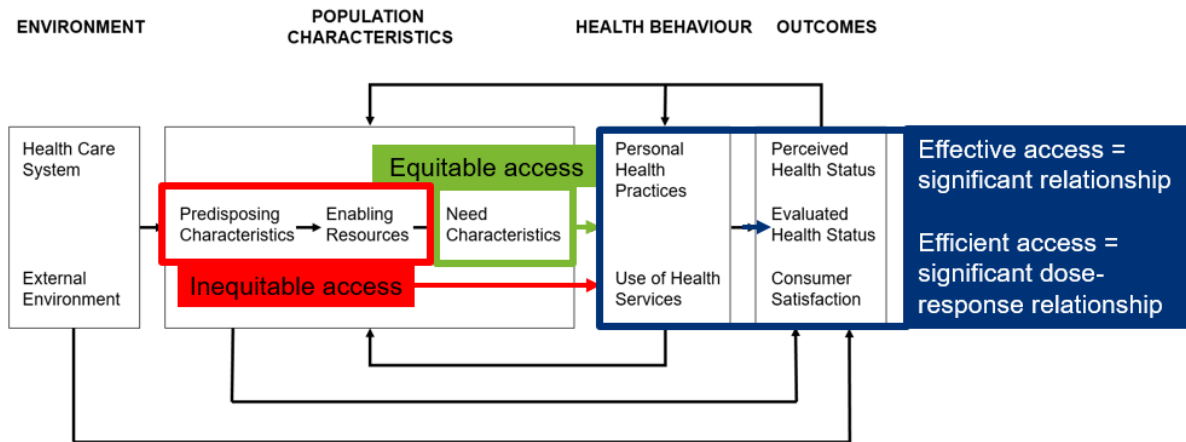 ENVIRONMENT
POPULATION
CHARACTERISTICS
HEALTH BEHAVIOUR
OUTCOMES
Health Care
System
External
Environment
Equitable access
Predisposing
Characteristics
Enabling
Resources
Need
Characteristics
Inequitable access
Personal
Health
Practices
Use of Health
Services
Perceived
Health Status
Evaluated
Health Status
Consumer
Satisfaction
Effective access =
significant relationship
Efficient access =
significant dose-
response relationship